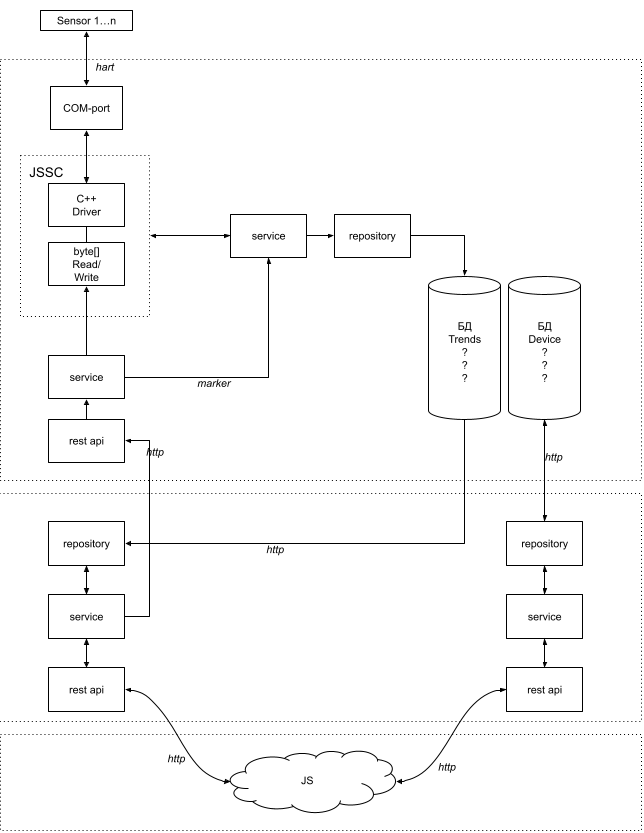 Sensor 1...n
hart
COM-port
JSSC
C++
Driver
byte[]
Read/
Write
service
repository
БД
Trends
?
?
?
БД
Device
?
?
?
service
marker
rest api
http
http
repository
http
repository
service
service
rest api
rest api
http
http
JS